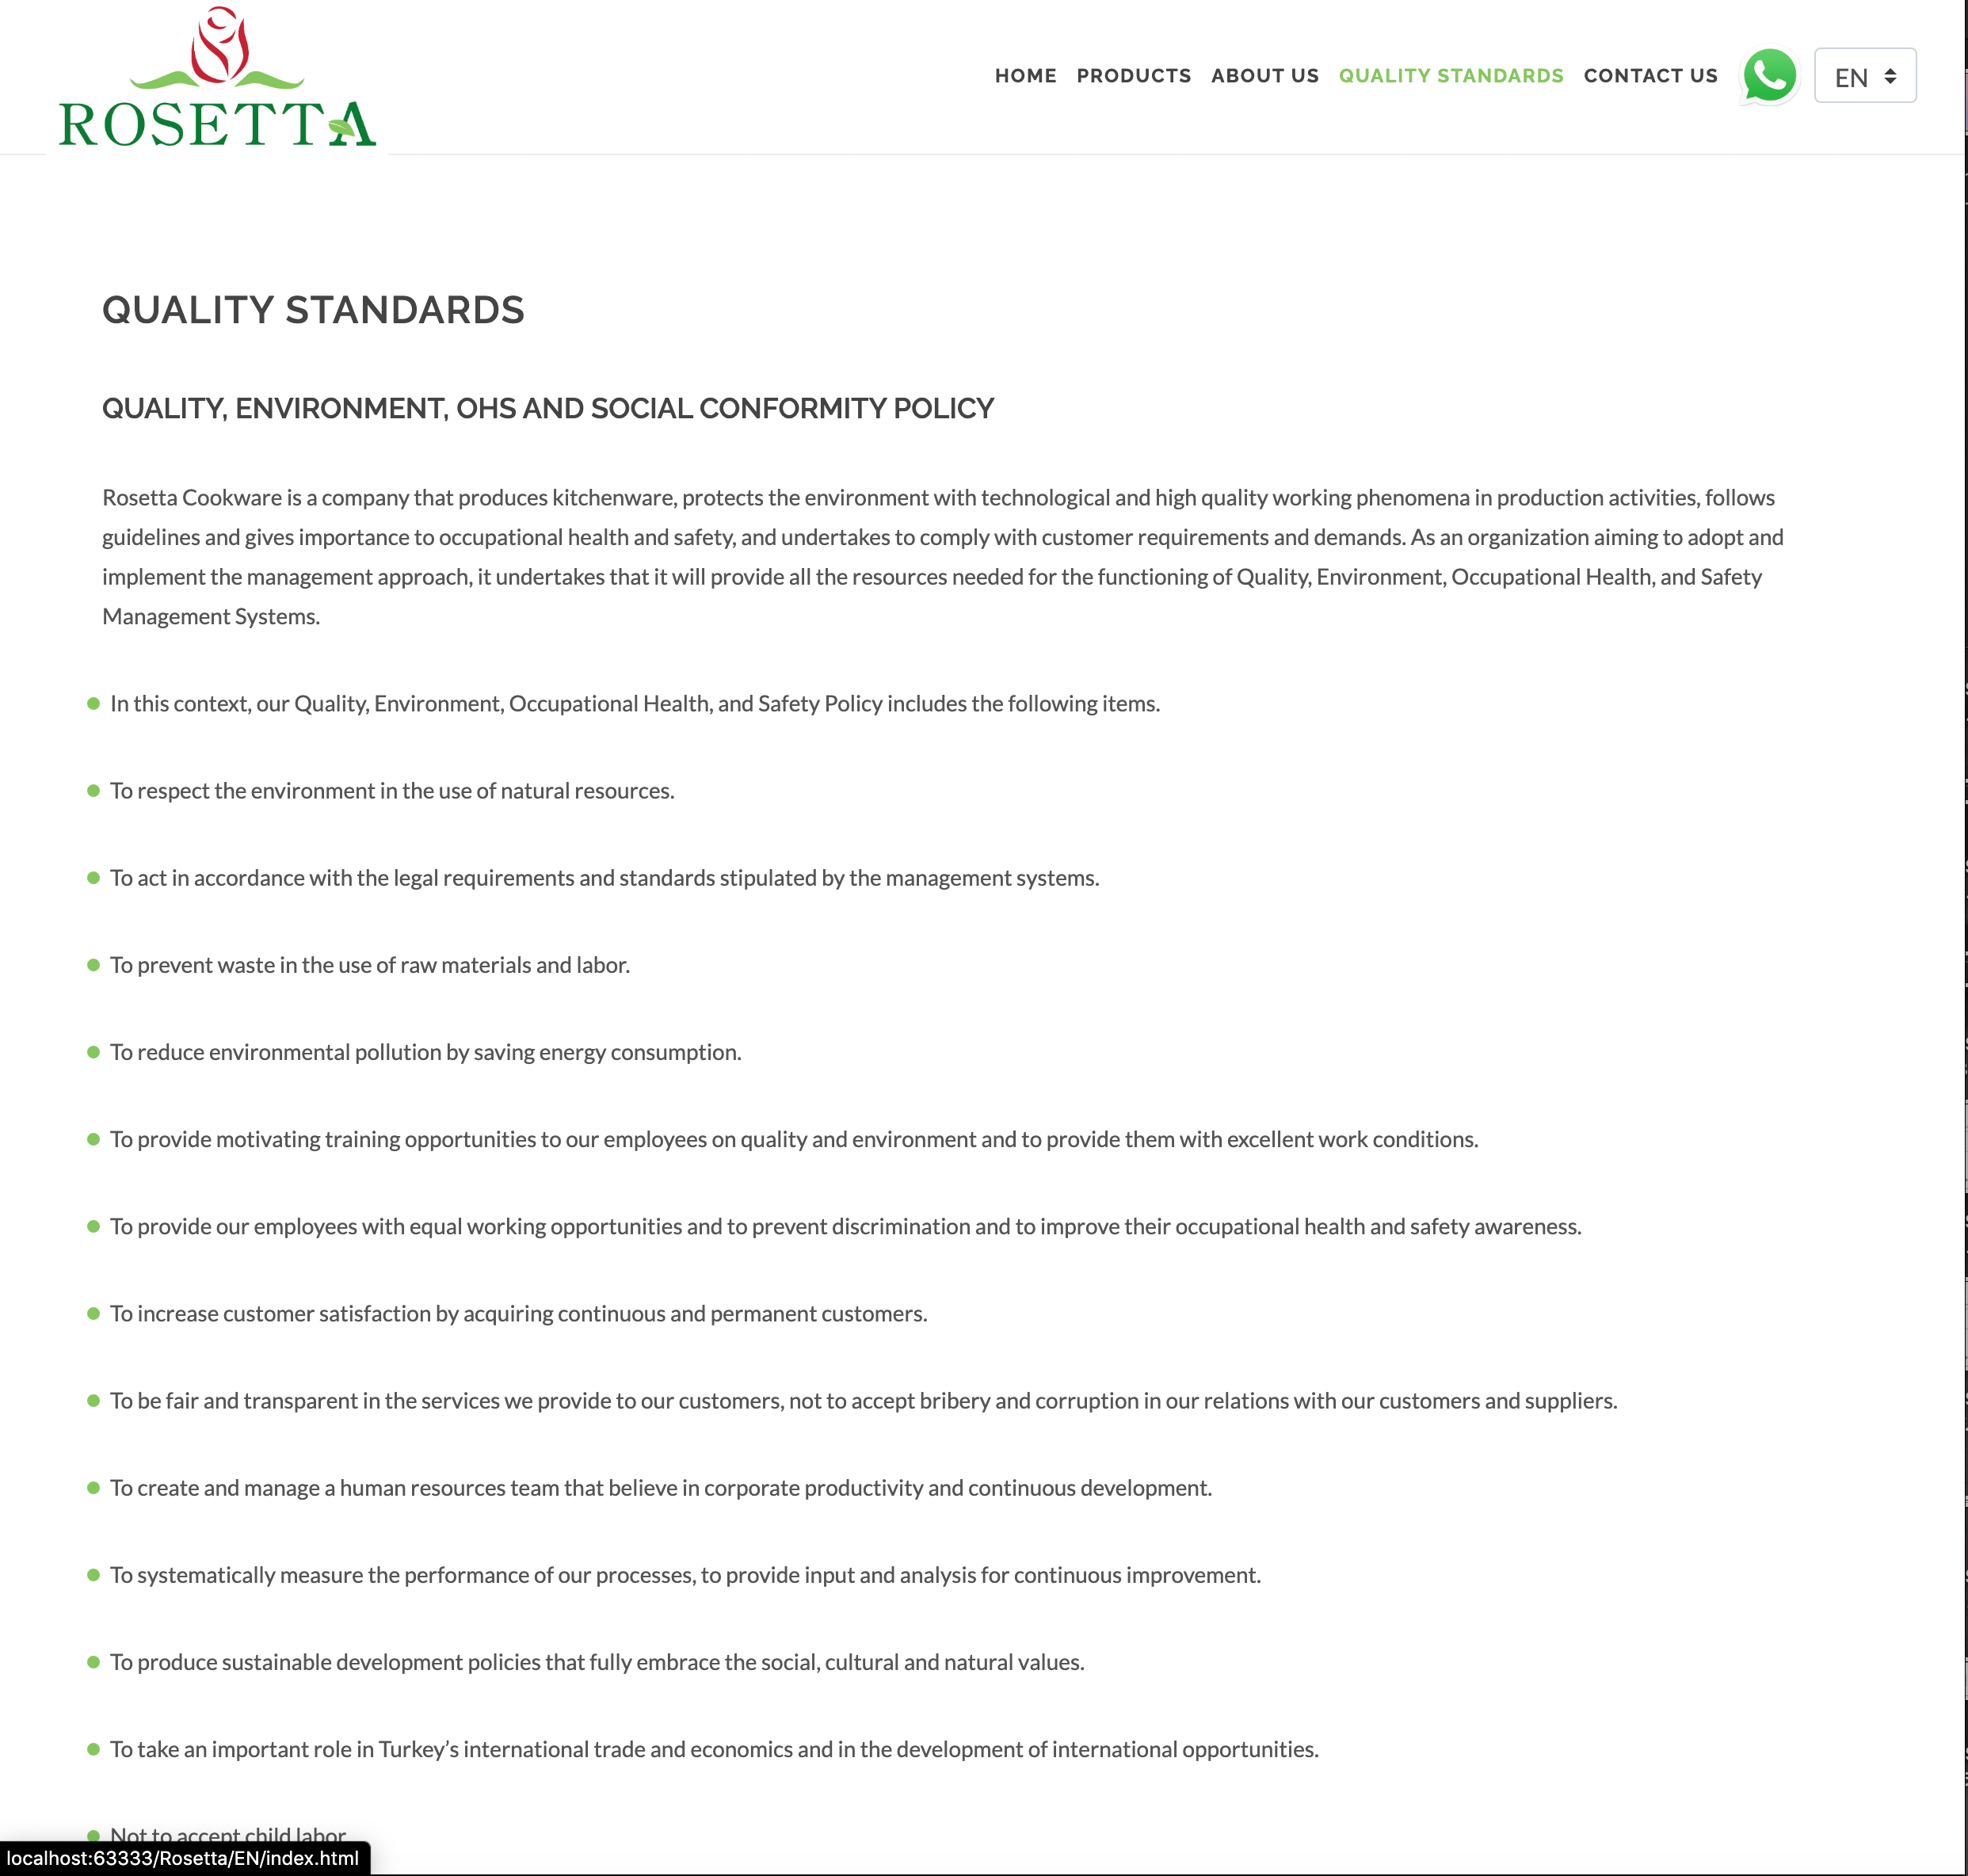 ROSETTA
HOME PRODUCTS ABOUT US QUALITY STANDARDS CONTACT US EN
QUALITY STANDARDS
QUALITY, ENVIRONMENT, OHS AND SOCIAL CONFORMITY POLICY
Rosetta Cookware is a company that produces kitchenware, protects the environment with technological and high quality working phenomena in production activities, follows
guidelines and gives importance to occupational health and safety, and undertakes to comply with customer requirements and demands. As an organization aiming to adopt and
implement the management approach, it undertakes that it will provide all the resources needed for the functioning of Quality, Environment, Occupational Health, and Safety
Management Systems.
In this context, our Quality, Environment, Occupational Health, and Safety Policy includes the following items.
To respect the environment in the use of natural resources.
To act in accordance with the legal requirements and standards stipulated by the management systems.
To prevent waste in the use of raw materials and labor.
To reduce environmental pollution by saving energy consumption.
To provide motivating training opportunities to our employees on quality and environment and to provide them with excellent work conditions.
To provide our employees with equal working opportunities and to prevent discrimination and to improve their occupational health and safety awareness.
To increase customer satisfaction by acquiring continuous and permanent customers.
To be fair and transparent in the services we provide to our customers, not to accept bribery and corruption in our relations with our customers and suppliers.
To create and manage a human resources team that believe in corporate productivity and continuous development.
To systematically measure the performance of our processes, to provide input and analysis for continuous improvement.
To produce sustainable development policies that fully embrace the social, cultural and natural values.
To take an important role in Turkey’s international trade and economics and in the development of international opportunities.
Not to accept child labor
localhost:63333/Rosetta/EN/index.html